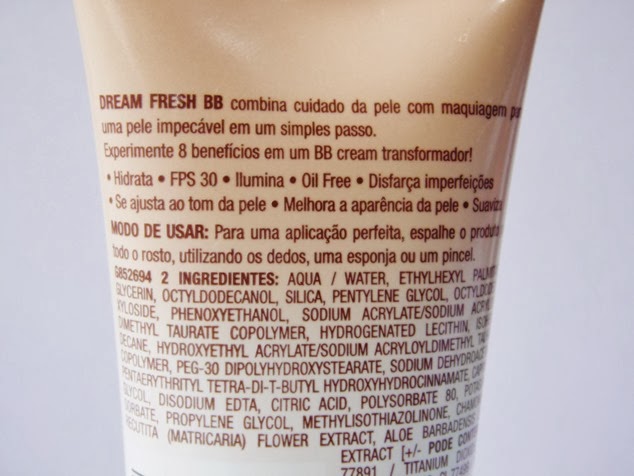 DREAM FRESH BB combina cuidado da pele com maquiagem
uma pele impecável em um simples passo.
Experimente 8 benefícios em um BB cream transformador!
• Hidrata • FPS 30 • Ilumina • Oil Free • Disfarça imperfeições
• Se ajusta ao tom da pele • Melhora a aparência da pele • Suaviza
MODO DE USAR: Para uma aplicação perfeita, espalhe o produto
todo o rosto, utilizando os dedos, uma esponja ou um pincel.
G852694 2 INGREDIENTES: AQUA / WATER, ETHYLHEXYL
GLYCERIN, OCTYLDODECANOL, SILICA, PENTYLENE GLYCOL,
XYLOSIDE, PHENOXYETHANOL, SODIUM ACRYLATE/SODIUM
DIMETHYL TAURATE COPOLYMER, HYDROGENATED LECITHIN,
DECANE, HYDROXYETHYL ACRYLATE/SODIUM ACRYLOYLDIMETHYL
COPOLYMER, PEG-30 DIPOLYHYDROXYSTEARATE, SODIUM
PENTAERYTHRITYL TETRA-DI-T-BUTYL HYDROXYHYDROCINNAMATE,
GLYCOL, DISODIUM EDTA, CITRIC ACID, POLYSORBATE 80,
SORBATE, PROPYLENE GLYCOL, METHYLISOTHIAZOLINONE,
RECUTITA (MATRICARIA) FLOWER EXTRACT, ALOE
EXTRACT [+/- PODE
77891 / TITANIUM